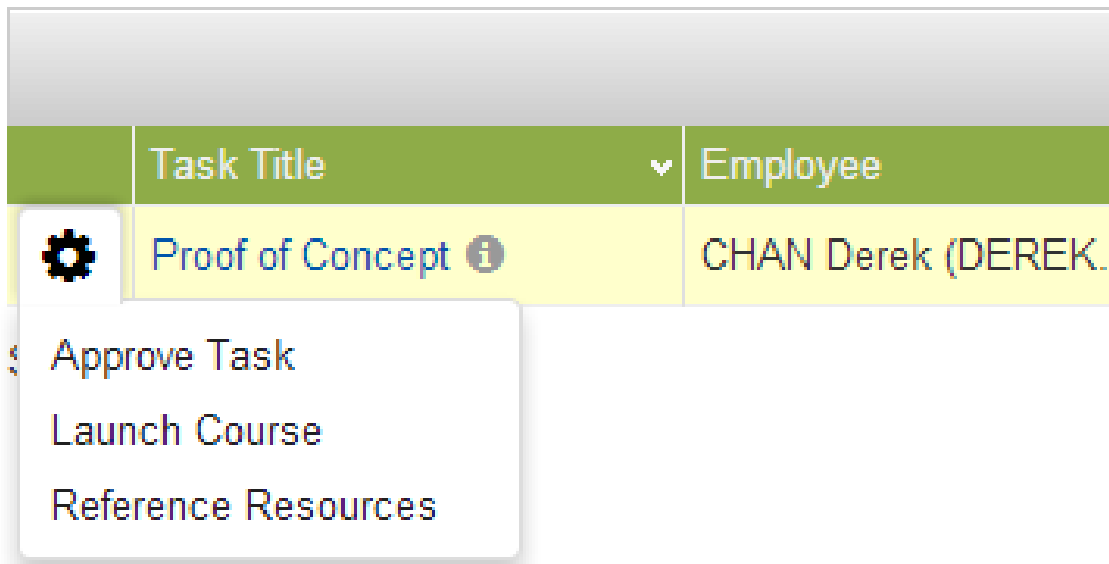 Task Title Employee
Proof of Concept CHAN Derek (DEREK..
Approve Task
Launch Course
Reference Resources